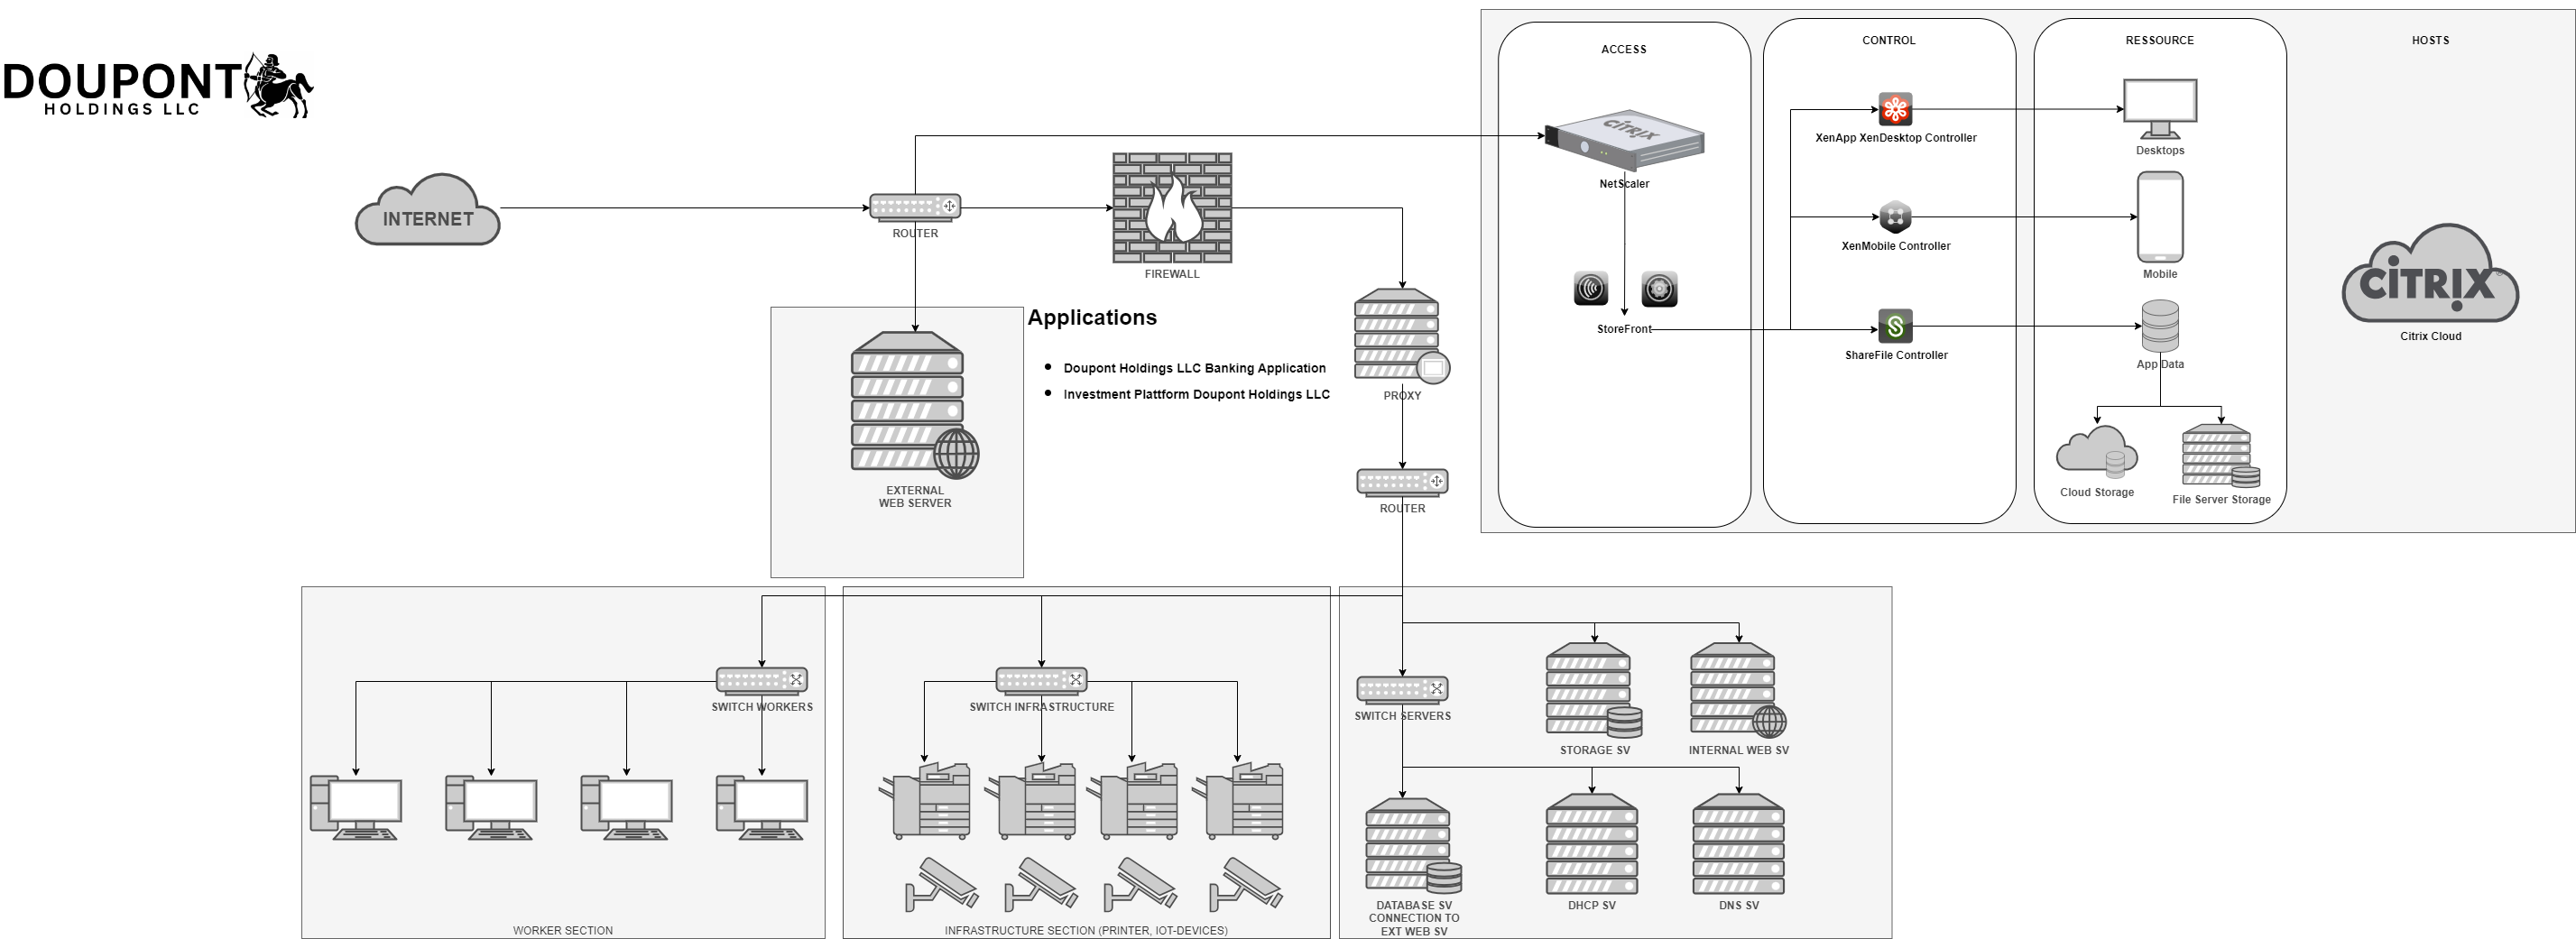 DOUPONT
HOLDINGS LLC
INTERNET
ROUTER
FIREWALL
EXTERNAL
WEB SERVER
Applications
Doupont Holdings LLC Banking Application
Investment Plattform Doupont Holdings LLC
PROXY
ROUTER
ACCESS
CITRIX
NetScaler
StoreFront
CONTROL
XenApp XenDesktop Controller
XenMobile Controller
ShareFile Controller
RESSOURCE
Desktops
Mobile
App Data
Cloud Storage
File Server Storage
HOSTS
CITRIX
Citrix Cloud
SWITCH WORKERS
WORKER SECTION
SWITCH INFRASTRUCTURE
INFRASTRUCTURE SECTION (PRINTER, IOT-DEVICES)
SWITCH SERVERS
STORAGE SV
INTERNAL WEB SV
DATABASE SV
CONNECTION TO
EXT WEB SV
DHCP SV
DNS SV